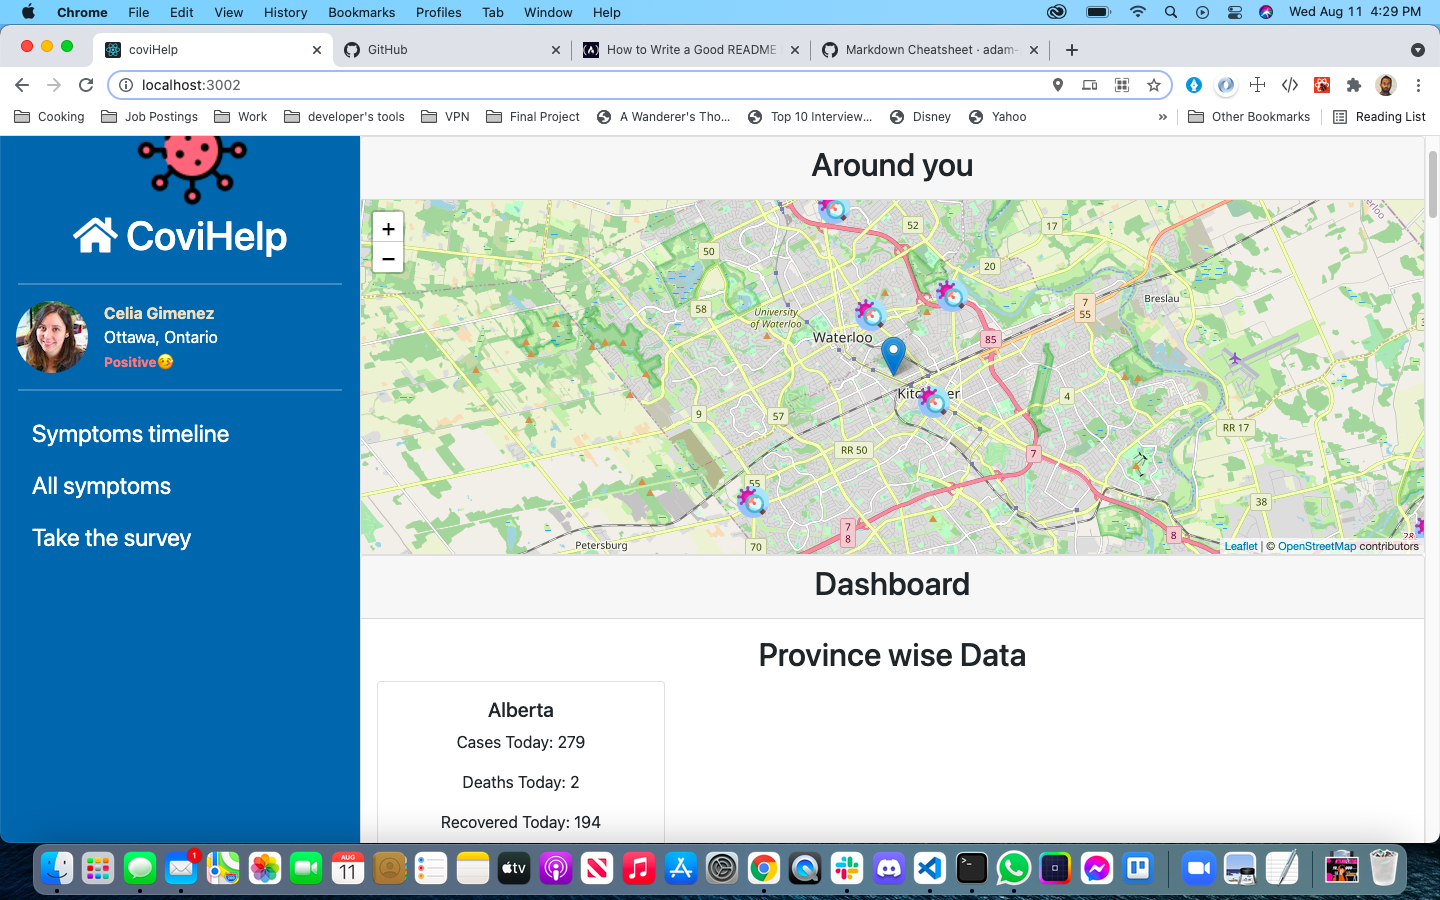 Chrome File Edit View History Bookmarks Profiles Tab Window Help Wed Aug 11 4:29 PM
coviHelp GitHub How to Write a Good README Markdown Cheatsheet · adam-
localhost:3002
Cooking Job Postings Work developer's tools VPN Final Project A Wanderer's Tho... Top 10 Interview... Disney Yahoo » Other Bookmarks Reading List
CoviHelp
Celia Gimenez
Ottawa, Ontario
Positive🤒
Symptoms timeline
All symptoms
Take the survey
Around you
+
−
52
17
50
20
58
University
of Waterloo
7
55
Breslau
Waterloo
85
4
9
57
RR 17
RR 50
7
55
38
7
8
8
70
Petersburg
28
Leaflet | © OpenStreetMap contributors
Dashboard
Province wise Data
Alberta
Cases Today: 279
Deaths Today: 2
Recovered Today: 194
1
AUG
11
tv